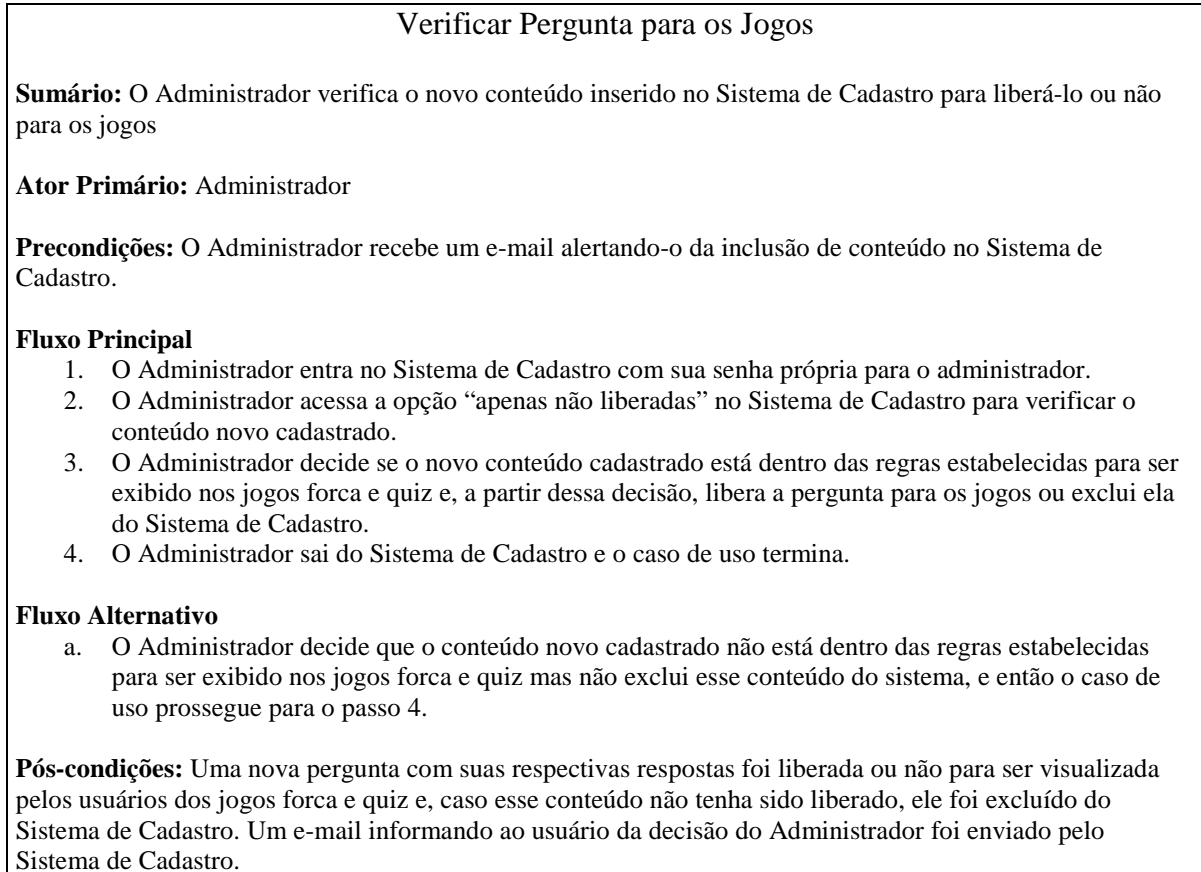 Verificar Pergunta para os Jogos
Sumário: O Administrador verifica o novo conteúdo inserido no Sistema de Cadastro para liberá-lo ou não
para os jogos
Ator Primário: Administrador
Precondições: O Administrador recebe um e-mail alertando-o da inclusão de conteúdo no Sistema de
Cadastro.
Fluxo Principal
1. O Administrador entra no Sistema de Cadastro com sua senha própria para o administrador.
2. O Administrador acessa a opção “apenas não liberadas” no Sistema de Cadastro para verificar o
conteúdo novo cadastrado.
3. O Administrador decide se o novo conteúdo cadastrado está dentro das regras estabelecidas para ser
exibido nos jogos forca e quiz e, a partir dessa decisão, libera a pergunta para os jogos ou exclui ela
do Sistema de Cadastro.
4. O Administrador sai do Sistema de Cadastro e o caso de uso termina.
Fluxo Alternativo
a. O Administrador decide que o conteúdo novo cadastrado não está dentro das regras estabelecidas
para ser exibido nos jogos forca e quiz mas não exclui esse conteúdo do sistema, e então o caso de
uso prossegue para o passo 4.
Pós-condições: Uma nova pergunta com suas respectivas respostas foi liberada ou não para ser visualizada
pelos usuários dos jogos forca e quiz e, caso esse conteúdo não tenha sido liberado, ele foi excluído do
Sistema de Cadastro. Um e-mail informando ao usuário da decisão do Administrador foi enviado pelo
Sistema de Cadastro.